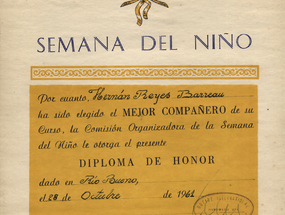 SEMANA DEL NIÑO
Por cuanto Hernán Reyes Barreau
ha sido elegido el MEJOR COMPAÑERO de su
Curso, la Comisión Organizadora de la Semana
del Niño le otorga el presente
DIPLOMA DE HONOR
dado en Río Bueno,
el 28 de Octubre de 1961